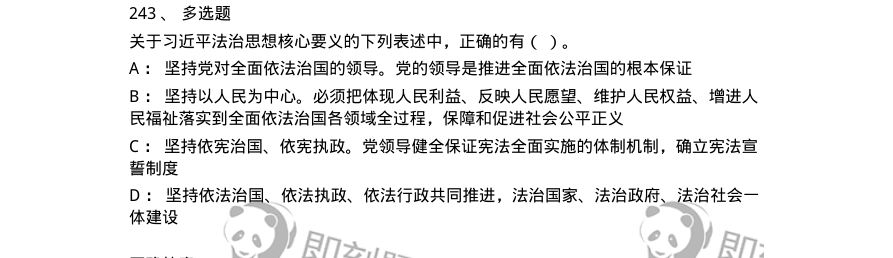 243 、 多选题
关于习近平法治思想核心要义的下列表述中，正确的有（ ）。
A ： 坚持党对全面依法治国的领导。党的领导是推进全面依法治国的根本保证
B ： 坚持以人民为中心。必须把体现人民利益、反映人民愿望、维护人民权益、增进人
民福祉落实到全面依法治国各领域全过程，保障和促进社会公平正义
C ： 坚持依宪治国、依宪执政。党领导健全保证宪法全面实施的体制机制，确立宪法宣
誓制度
D ： 坚持依法治国、依法执政、依法行政共同推进，法治国家、法治政府、法治社会一
体建设